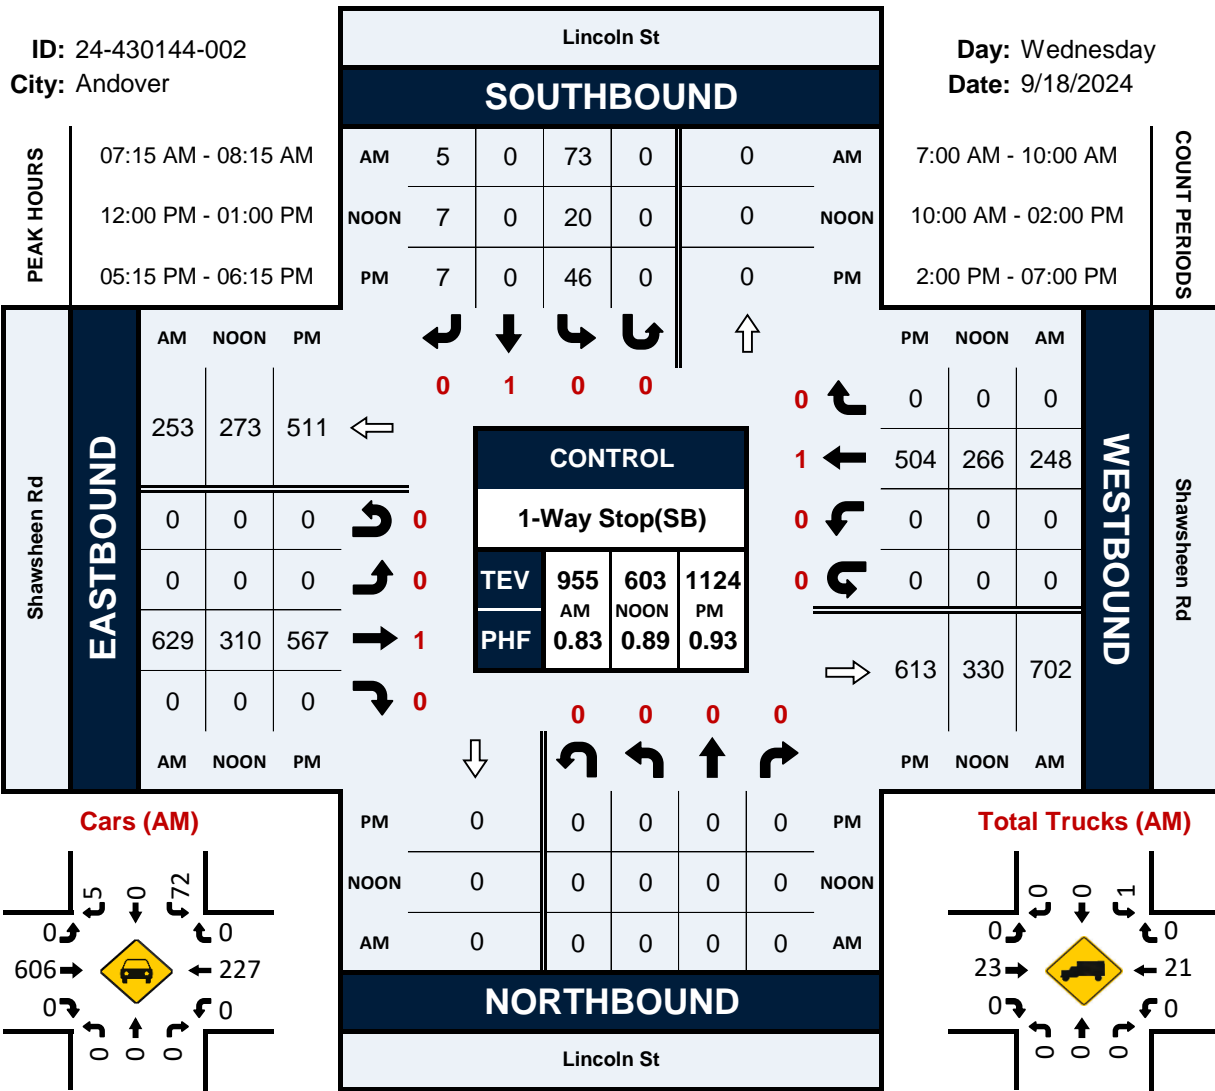 Lincoln St
ID: 24-430144-002
City: Andover
Day: Wednesday
Date: 9/18/2024
SOUTHBOUND
PEAK HOURS
07:15 AM - 08:15 AM
12:00 PM - 01:00 PM
05:15 PM - 06:15 PM
AM 5 0 73 0 0 AM
NOON 7 0 20 0 0 NOON
PM 7 0 46 0 0 PM
7:00 AM - 10:00 AM
10:00 AM - 02:00 PM
2:00 PM - 07:00 PM
COUNT PERIODS
0 1 0 0
Shawsheen Rd
EASTBOUND
AM NOON PM
253 273 511
0 0 0 0
0 0 0 0
629 310 567 1
0 0 0 0
AM NOON PM
CONTROL
1-Way Stop(SB)
TEV 955 603 1124
AM NOON PM
PHF 0.83 0.89 0.93
PM NOON AM
0 0 0 0
1 504 266 248
0 0 0 0
0 0 0 0
613 330 702
PM NOON AM
WESTBOUND
Shawsheen Rd
0 0 0 0
PM 0 0 0 0 0 PM
NOON 0 0 0 0 0 NOON
AM 0 0 0 0 0 AM
NORTHBOUND
Lincoln St
Cars (AM)
5 0 72
0 0
606 227
0 0
0 0 0
Total Trucks (AM)
0 0 1
0 0
23 21
0 0
0 0 0